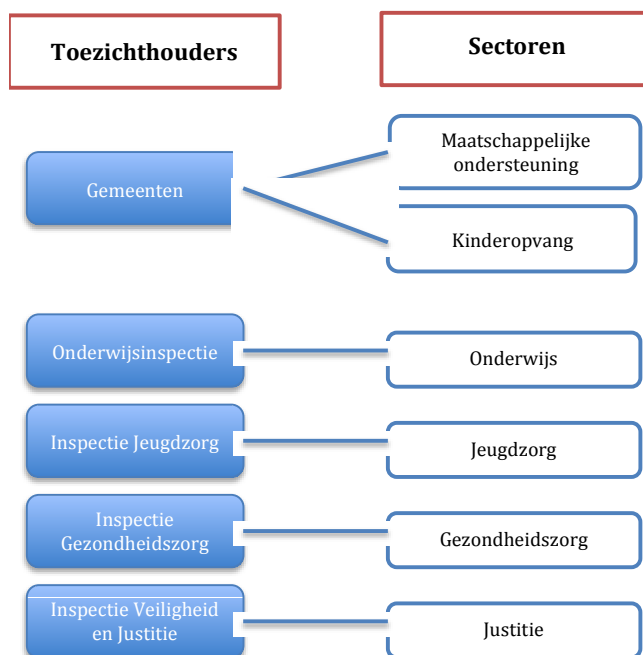 Toezichthouders
Sectoren
Gemeenten
Maatschappelijke
ondersteuning
Kinderopvang
Onderwijsinspectie
Onderwijs
Inspectie Jeugdzorg
Jeugdzorg
Inspectie
Gezondheidszorg
Gezondheidszorg
Inspectie Veiligheid
en Justitie
Justitie